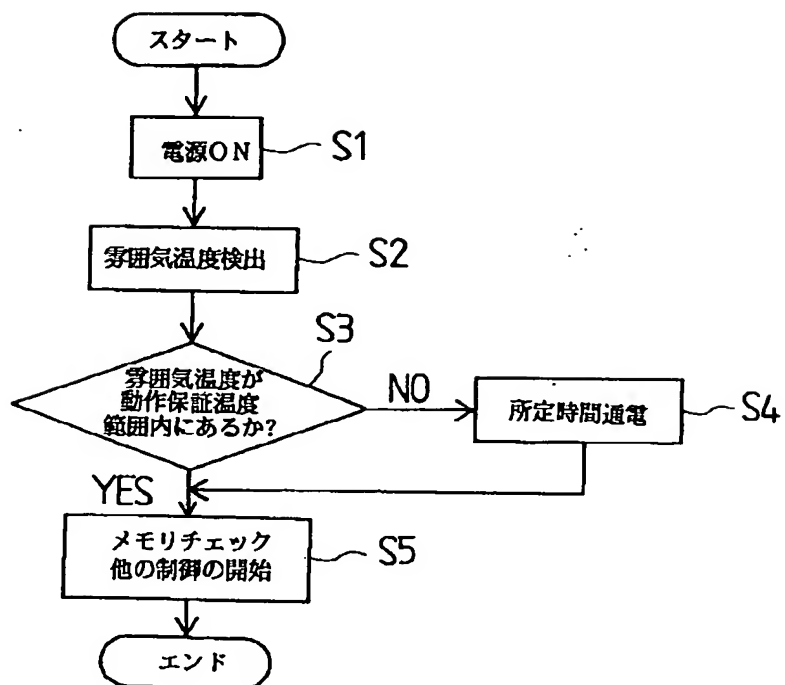 スタート
電源ON
S1
雰囲気温度検出
S2
S3
雰囲気温度が
動作保証温度
範囲内にあるか?
NO
所定時間通電
S4
YES
メモリチェック
他の制御の開始
S5
エンド